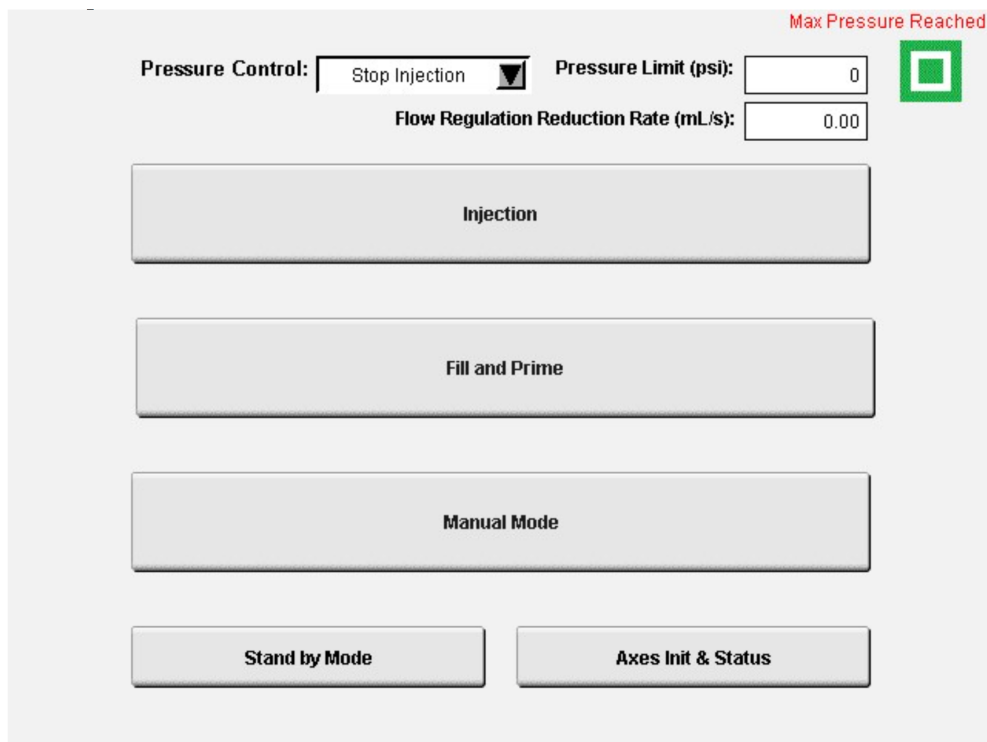 Max Pressure Reached
Pressure Control: Stop Injection Pressure Limit (psi): 0
Flow Regulation Reduction Rate (mL/s): 0.00
Injection
Fill and Prime
Manual Mode
Stand by Mode Axes Init & Status